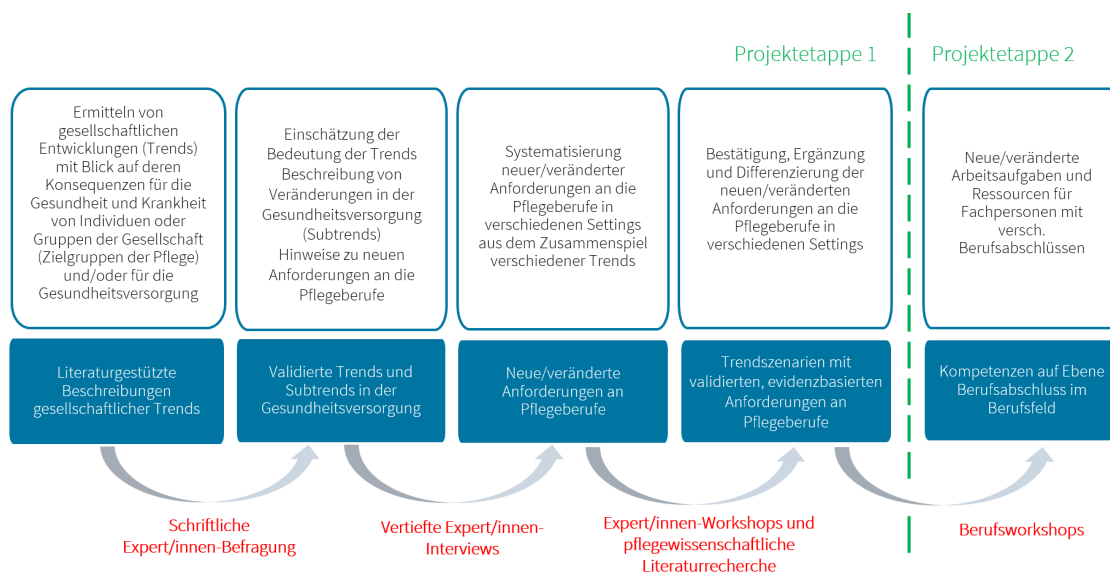 Projektetappe 1
Projektetappe 2
Ermitteln von
gesellschaftlichen
Entwicklungen (Trends)
mit Blick auf deren
Konsequenzen für die
Gesundheit und Krankheit
von Individuen oder
Gruppen der Gesellschaft
(Zielgruppen der Pflege)
und/oder für die
Gesundheitsversorgung
Einschätzung der
Bedeutung der Trends
Beschreibung von
Veränderungen in der
Gesundheitsversorgung
(Subtrends)
Hinweise zu neuen
Anforderungen an die
Pflegeberufe
Systematisierung
neuer/veränderter
Anforderungen an die
Pflegeberufe in
verschiedenen Settings
aus dem Zusammenspiel
verschiedener Trends
Bestätigung, Ergänzung
und Differenzierung der
neuen/veränderten
Anforderungen an die
Pflegeberufe in
verschiedenen Settings
Neue/veränderte
Arbeitsaufgaben und
Ressourcen für
Fachpersonen mit
versch.
Berufsabschlüssen
Literaturgestützte
Beschreibungen
gesellschaftlicher Trends
Validierte Trends und
Subtrends in der
Gesundheitsversorgung
Neue/veränderte
Anforderungen an
Pflegeberufe
Trendszenarien mit
validierten, evidenzbasierten
Anforderungen an
Pflegeberufe
Kompetenzen auf Ebene
Berufsabschluss im
Berufsfeld
Schriftliche
Expert/innen-Befragung
Vertiefte Expert/innen-
Interviews
Expert/innen-Workshops und
pflegewissenschaftliche
Literaturrecherche
Berufsworkshops